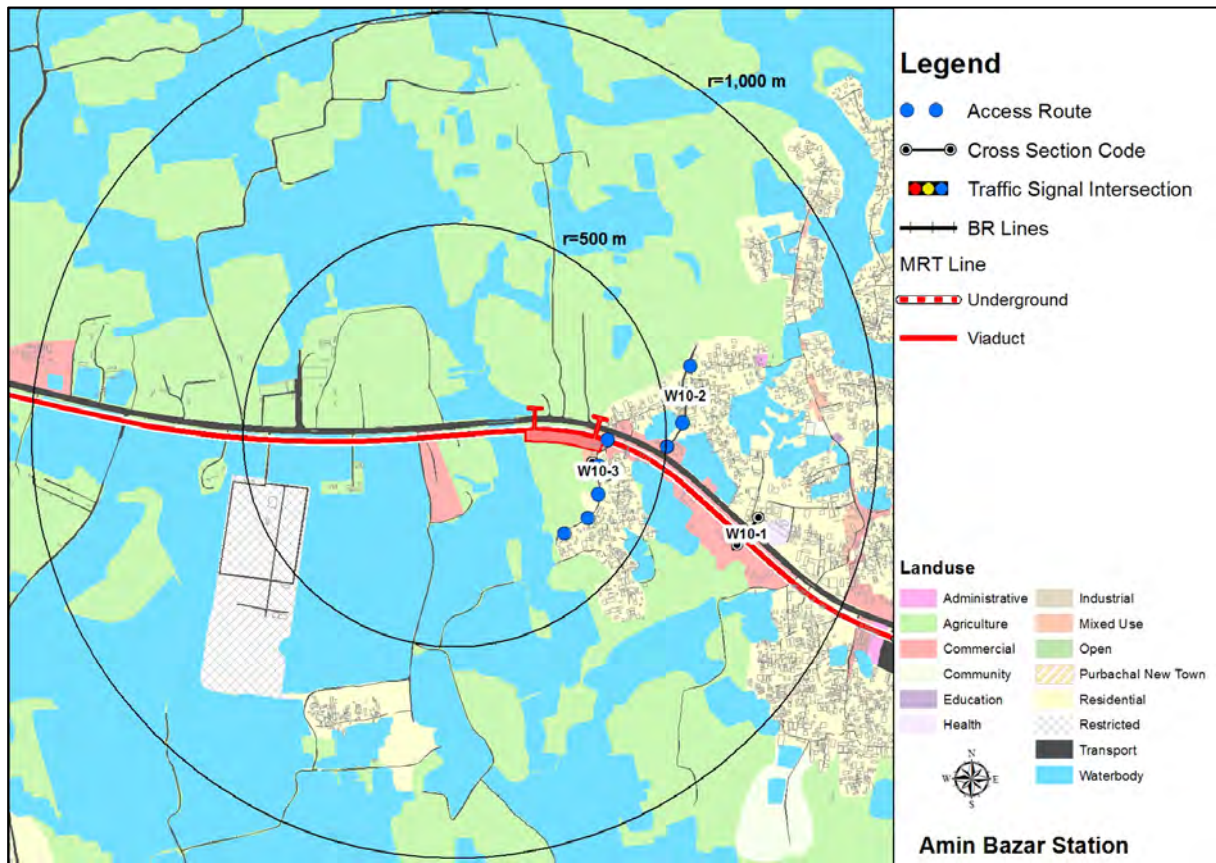 r=1,000 m
r=500 m
W10-2
W10-3
W10-1
Legend
Access Route
Cross Section Code
Traffic Signal Intersection
BR Lines
MRT Line
Underground
Viaduct
Landuse
Administrative
Agriculture
Commercial
Community
Education
Health
Industrial
Mixed Use
Open
Purbachal New Town
Residential
Restricted
Transport
Waterbody
N
W E
S
Amin Bazar Station